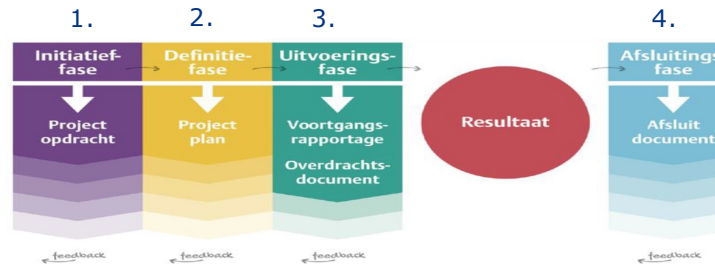 1.
2.
3.
4.
Initiatief-
fase
Definitie-
fase
Uitvoerings-
fase
Afsluitings
fase
Project
opdracht
Project
plan
Voortgangs-
rapportage
Overdrachts-
document
Resultaat
Afsluit
document
feedback
feedback
feedback
feedback